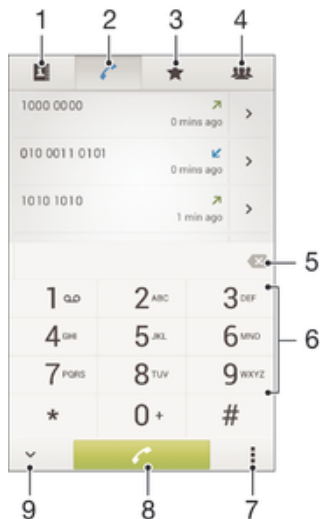 1 2 3 4
1000 0000
0 mins ago
010 0011 0101
0 mins ago
1010 1010
1 min ago
5
1 2 ABC 3 DEF
4 GHI 5 JKL 6 MNO
6
7 PQRS 8 TUV 9 WXYZ
* 0 + #
9 8 7